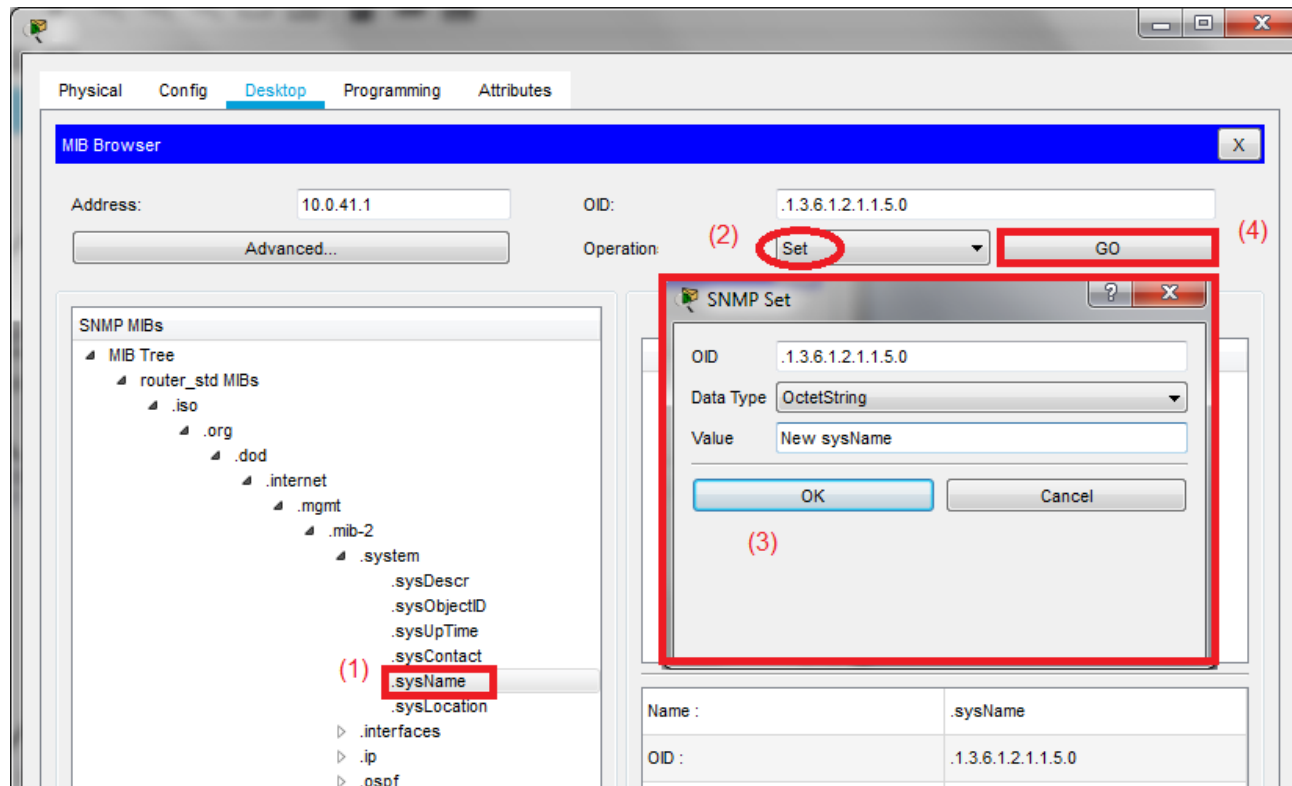 Physical Config Desktop Programming Attributes
MIB Browser X
Address: 10.0.41.1 OID: .1.3.6.1.2.1.1.5.0
Advanced... Operation: (2) Set GO (4)
SNMP MIBs
MIB Tree
router_std MIBs
.iso
.org
.dod
.internet
.mgmt
.mib-2
.system
.sysDescr
.sysObjectID
.sysUpTime
.sysContact
(1) .sysName
.sysLocation
.interfaces
.ip
.ospf
SNMP Set ? X
OID .1.3.6.1.2.1.1.5.0
Data Type OctetString
Value New sysName
OK Cancel
(3)
Name : .sysName
OID : .1.3.6.1.2.1.1.5.0